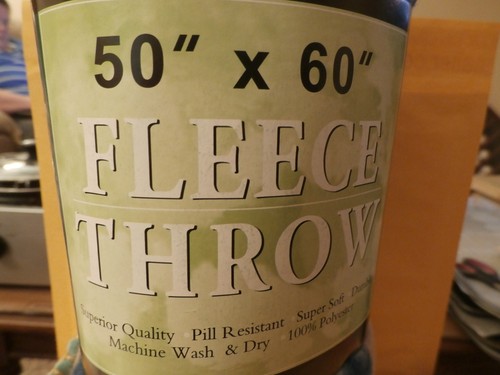 50" x 60"
FLEECE
THROW
Superior Quality Pill Resistant Super Soft
Machine Wash & Dry 100% Polyester